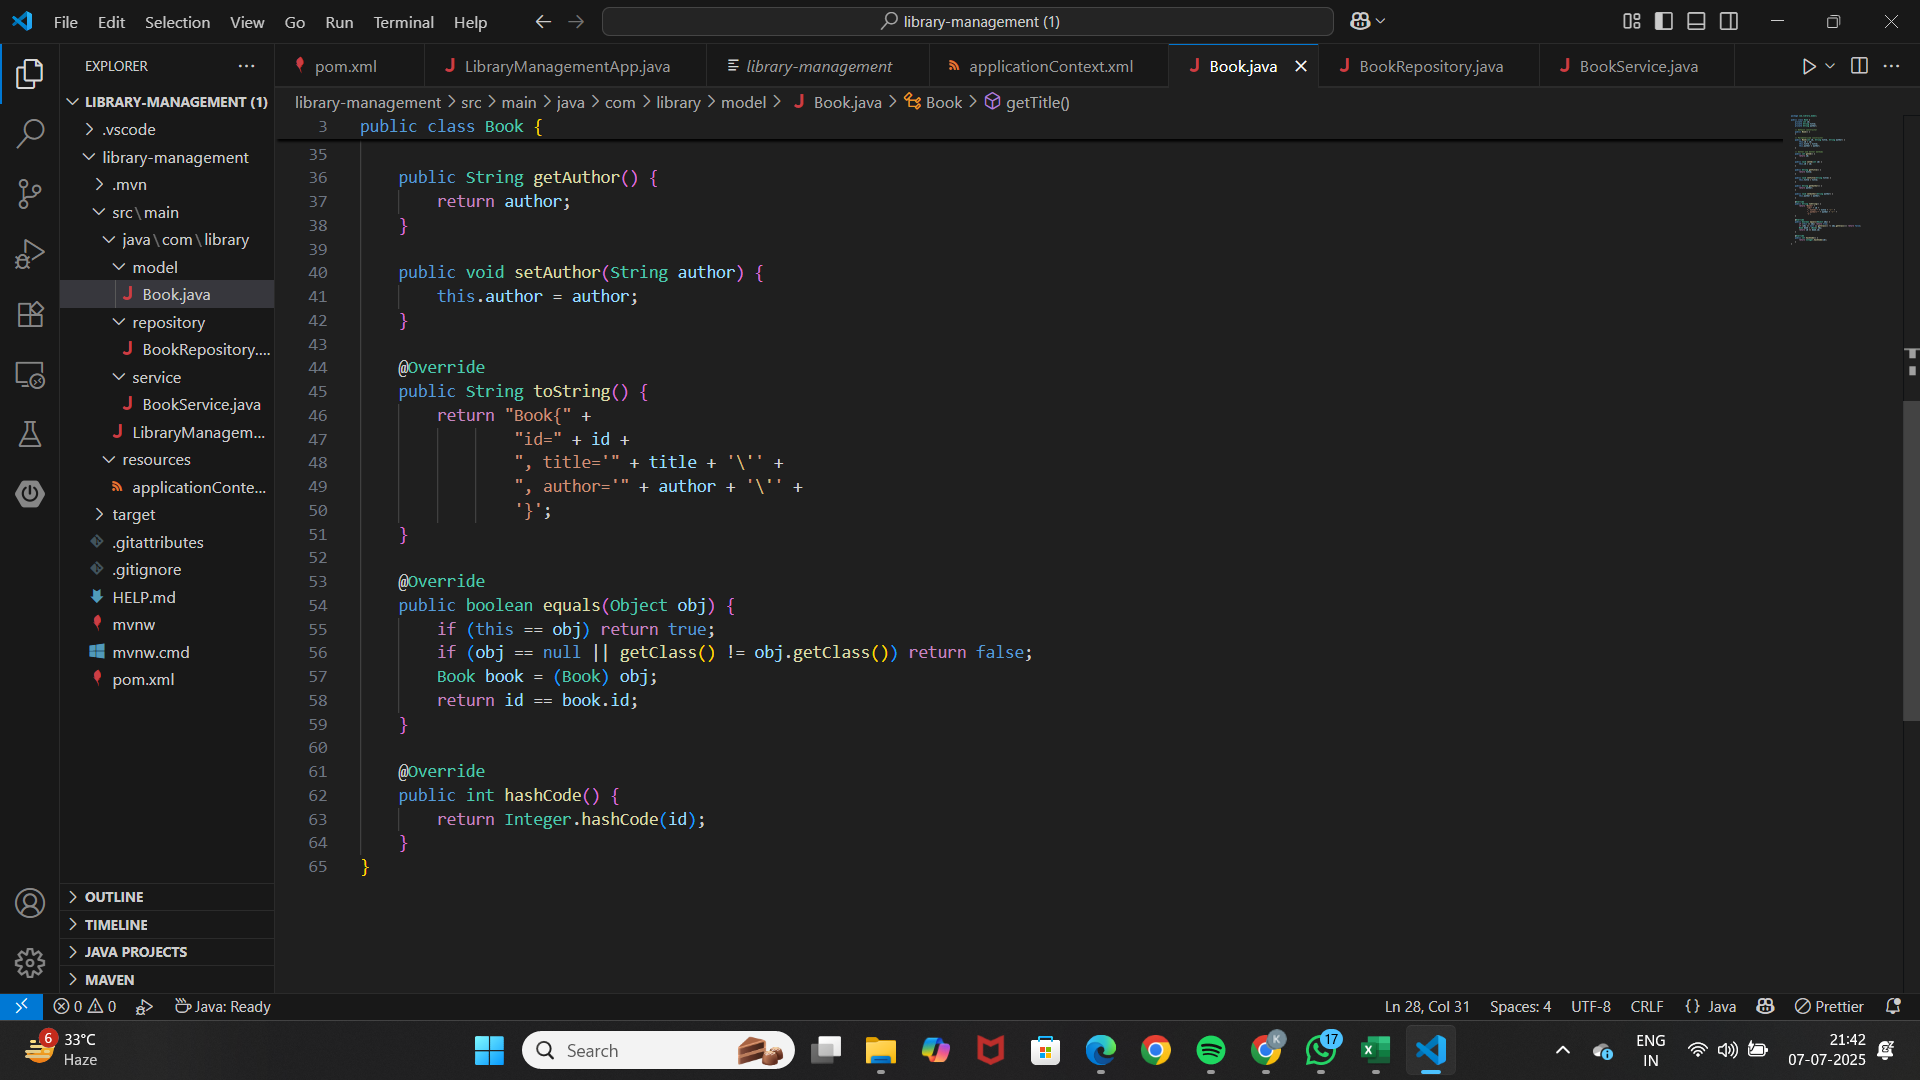 File Edit Selection View Go Run Terminal Help
library-management (1)
EXPLORER
LIBRARY-MANAGEMENT (1)
.vscode
library-management
.mvn
src\main
java\com\library
model
Book.java
repository
BookRepository....
service
BookService.java
LibraryManagem...
resources
applicationConte...
target
.gitattributes
.gitignore
HELP.md
mvnw
mvnw.cmd
pom.xml
OUTLINE
TIMELINE
JAVA PROJECTS
MAVEN
pom.xml LibraryManagementApp.java library-management applicationContext.xml Book.java BookRepository.java BookService.java
library-management > src > main > java > com > library > model > Book.java > Book > getTitle()
3 public class Book {
35
36 public String getAuthor() {
37 return author;
38 }
39
40 public void setAuthor(String author) {
41 this.author = author;
42 }
43
44 @Override
45 public String toString() {
46 return "Book{" +
47 "id=" + id +
48 ", title='" + title + '\'' +
49 ", author='" + author + '\'' +
50 '}';
51 }
52
53 @Override
54 public boolean equals(Object obj) {
55 if (this == obj) return true;
56 if (obj == null || getClass() != obj.getClass()) return false;
57 Book book = (Book) obj;
58 return id == book.id;
59 }
60
61 @Override
62 public int hashCode() {
63 return Integer.hashCode(id);
64 }
65 }
0 0 Java: Ready
Ln 28, Col 31 Spaces: 4 UTF-8 CRLF {} Java Prettier
6
33°C
Haze
Search
K
17
ENG
IN
21:42
07-07-2025